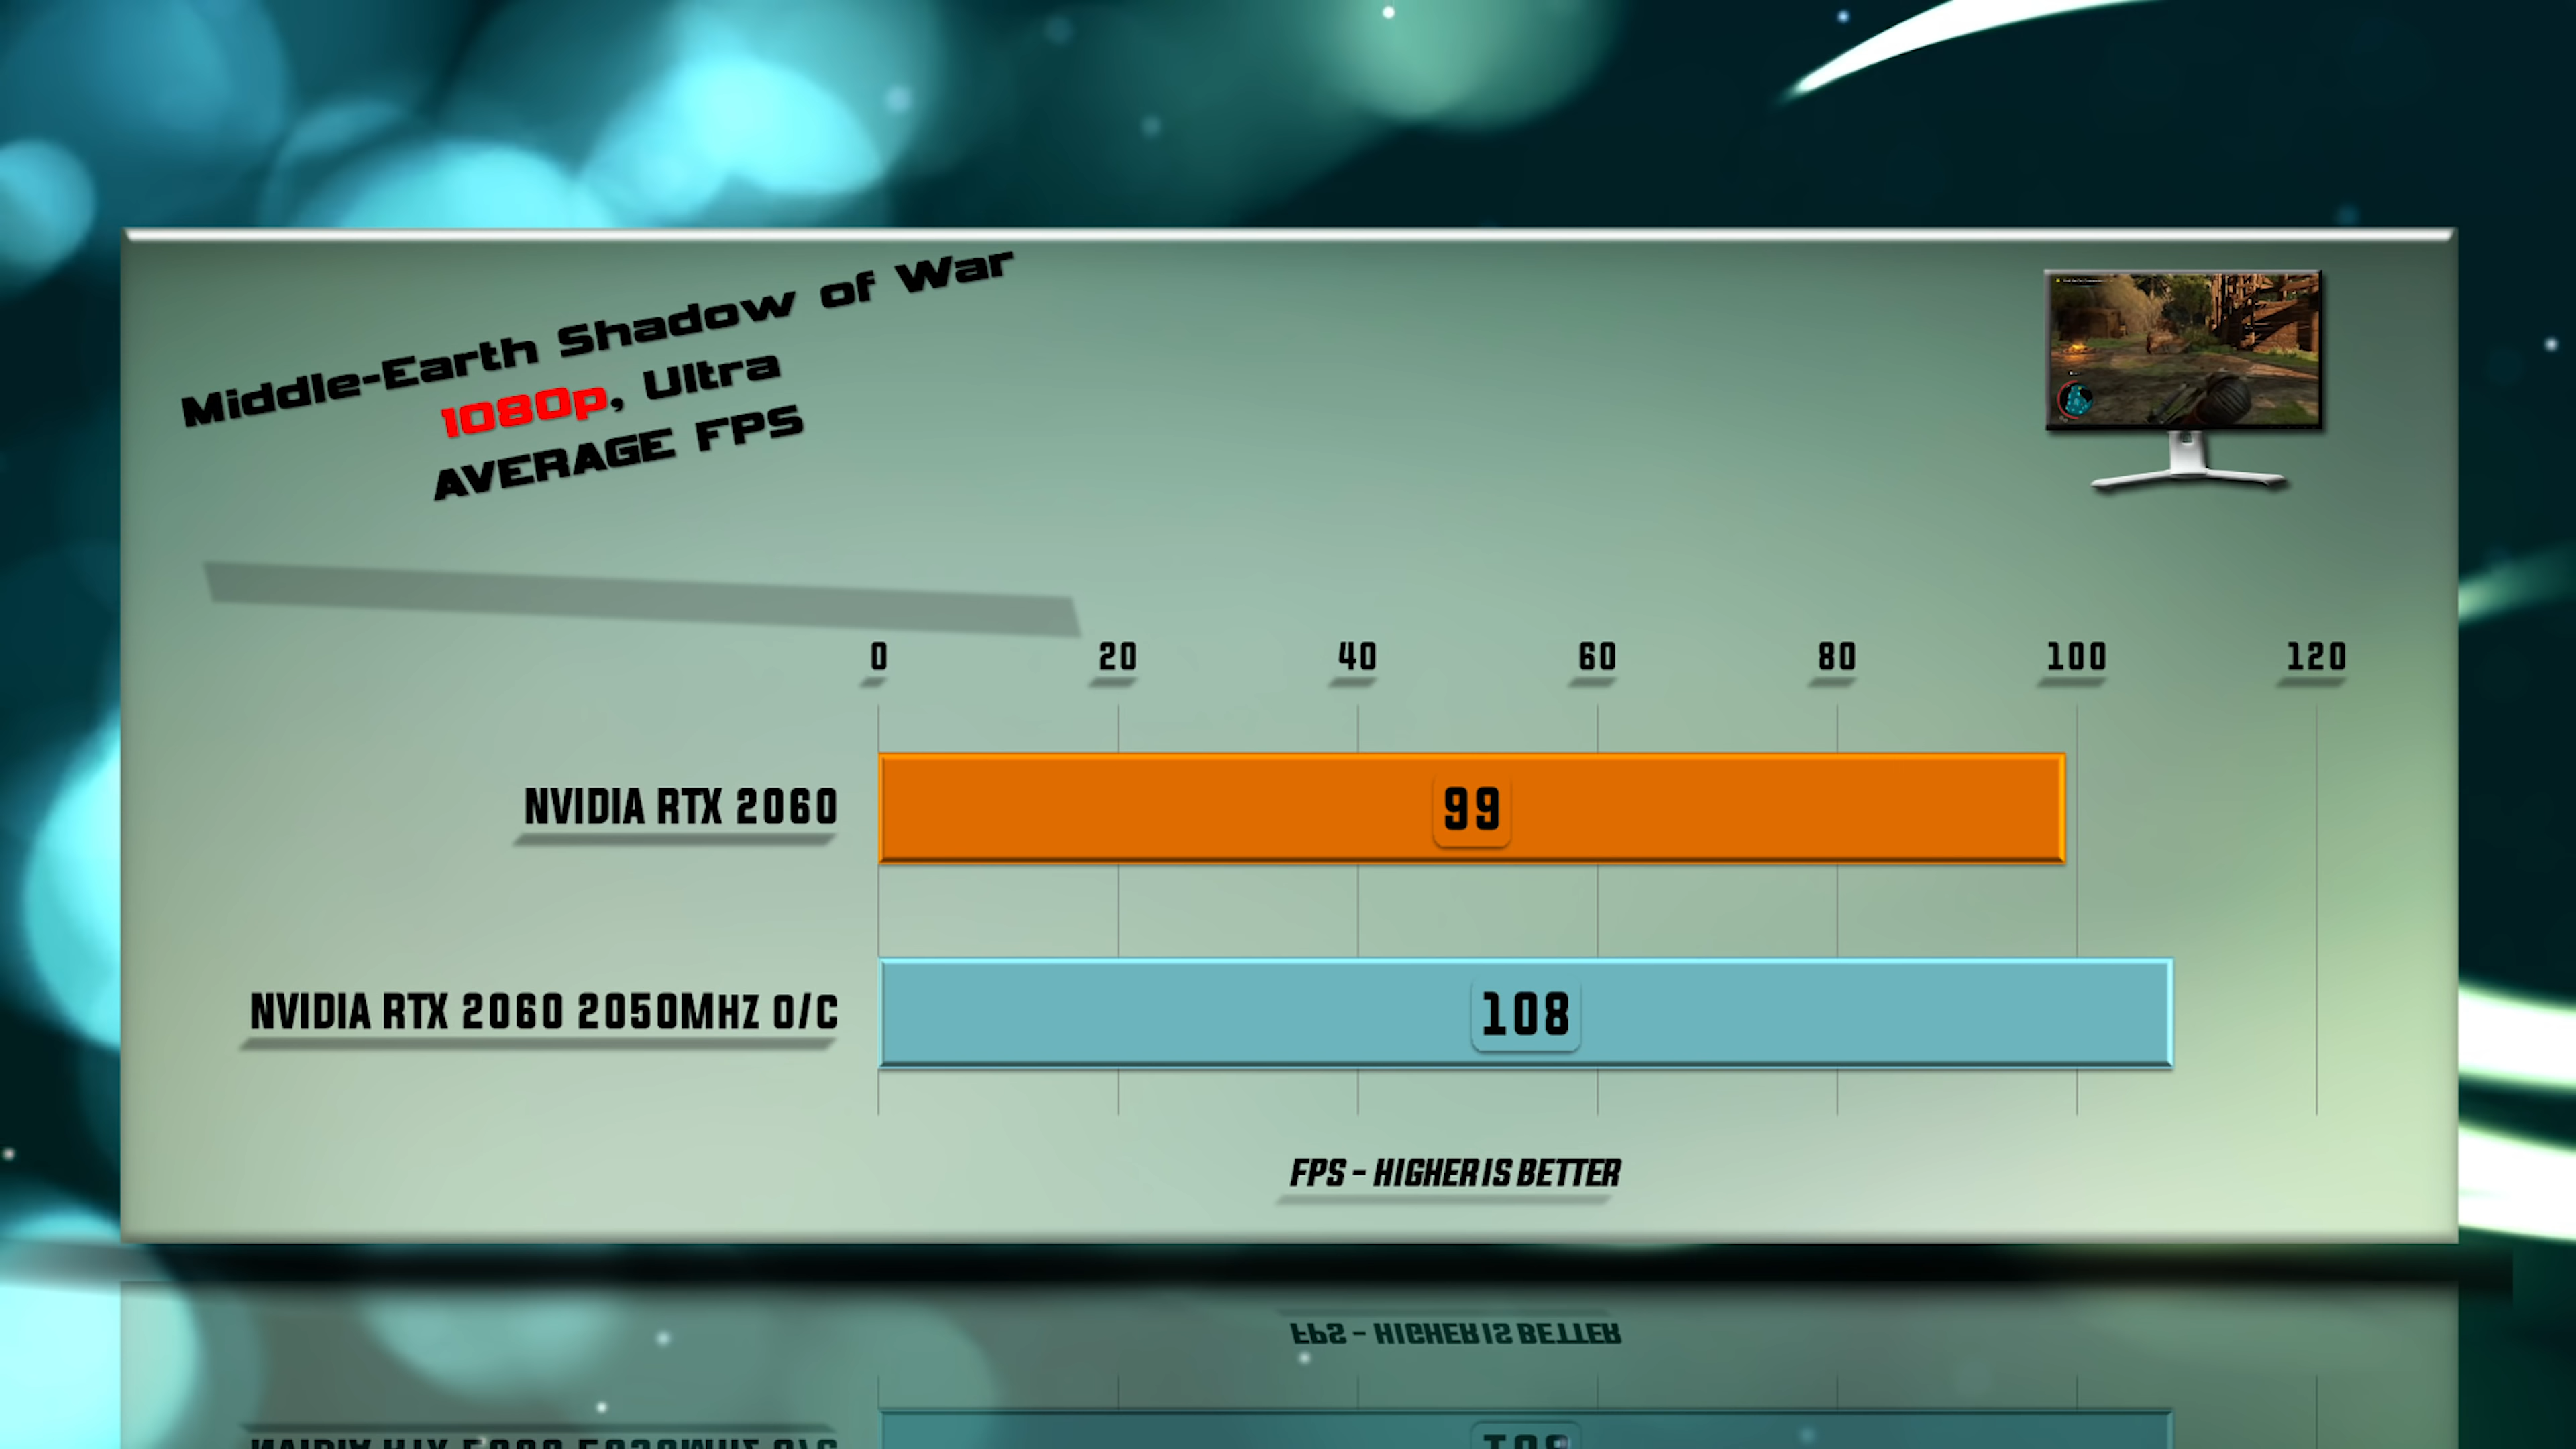 Middle-Earth Shadow of War
1080p, Ultra
AVERAGE FPS
0 20 40 60 80 100 120
NVIDIA RTX 2060 99
NVIDIA RTX 2060 2050MHZ O/C 108
FPS - HIGHER IS BETTER